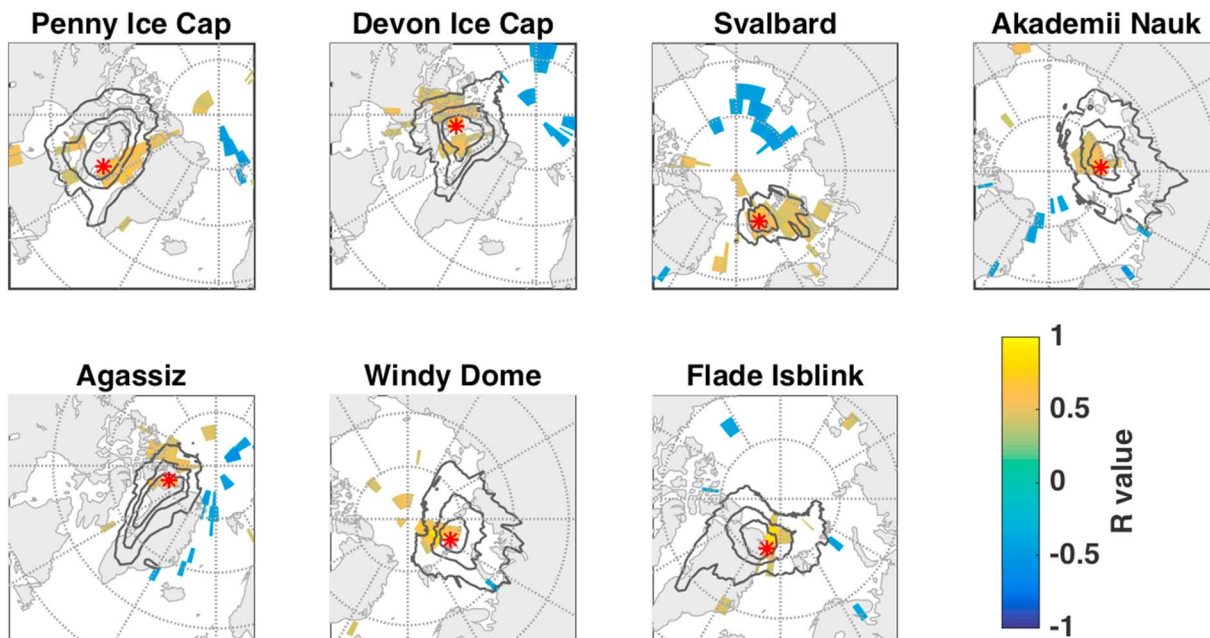 Penny Ice Cap
Devon Ice Cap
Svalbard
Akademii Nauk
Agassiz
Windy Dome
Flade Isblink
1
0.5
0
-0.5
-1
R value